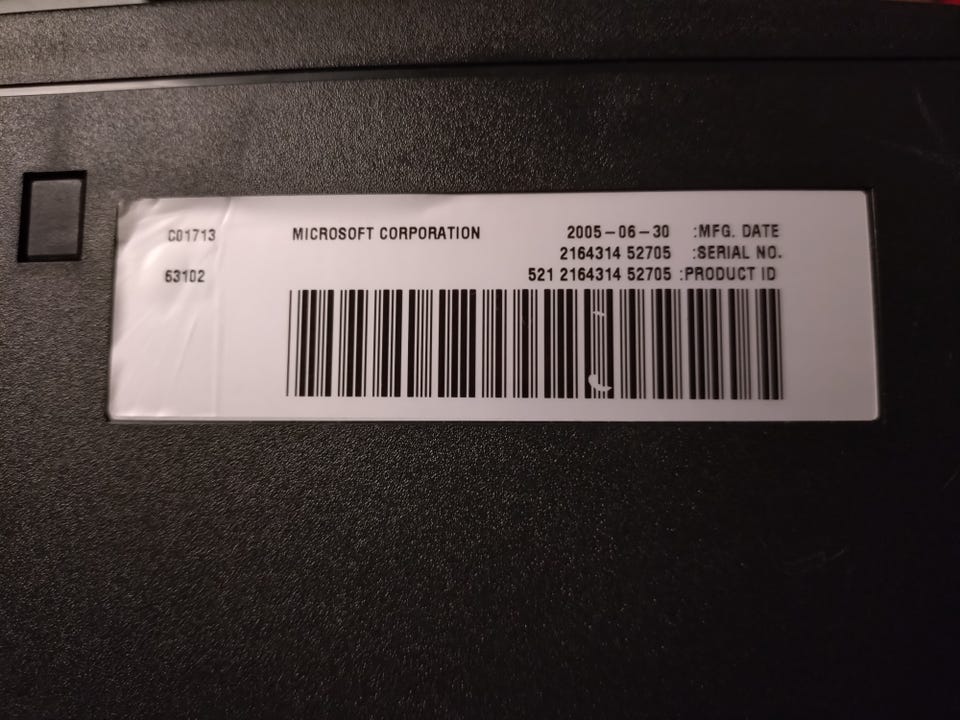 C01713 MICROSOFT CORPORATION 2005-06-30 :MFG. DATE
2164314 52705 :SERIAL NO.
63102 521 2164314 52705 :PRODUCT ID